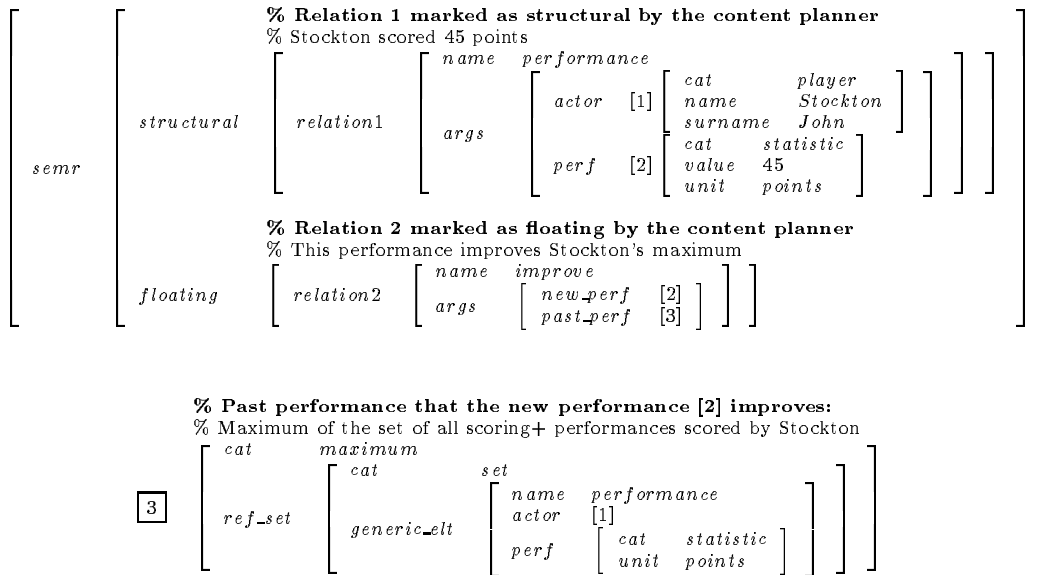 % Relation 1 marked as structural by the content planner
% Stockton scored 45 points
name performance
cat player
actor [1] name Stockton
structural relation1 args surname John
cat statistic
semr perf [2] value 45
unit points
% Relation 2 marked as floating by the content planner
% This performance improves Stockton's maximum
name improve
floating relation2 args new_perf [2]
past_perf [3]
% Past performance that the new performance [2] improves:
% Maximum of the set of all scoring+ performances scored by Stockton
cat maximum
cat set
name performance
3 ref_set generic_elt actor [1]
perf cat statistic
unit points